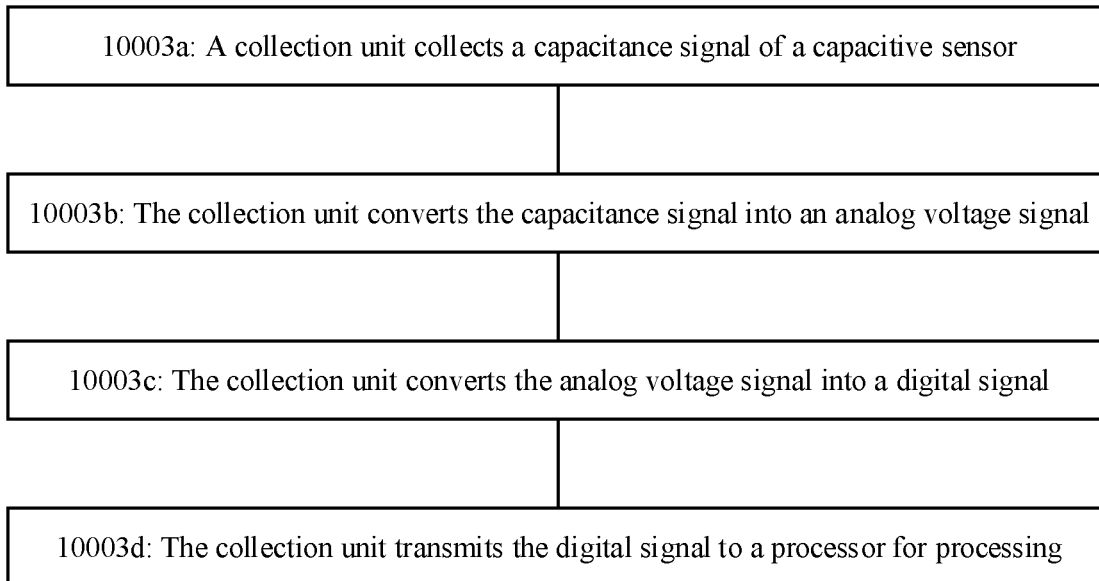 10003a: A collection unit collects a capacitance signal of a capacitive sensor
10003b: The collection unit converts the capacitance signal into an analog voltage signal
10003c: The collection unit converts the analog voltage signal into a digital signal
10003d: The collection unit transmits the digital signal to a processor for processing